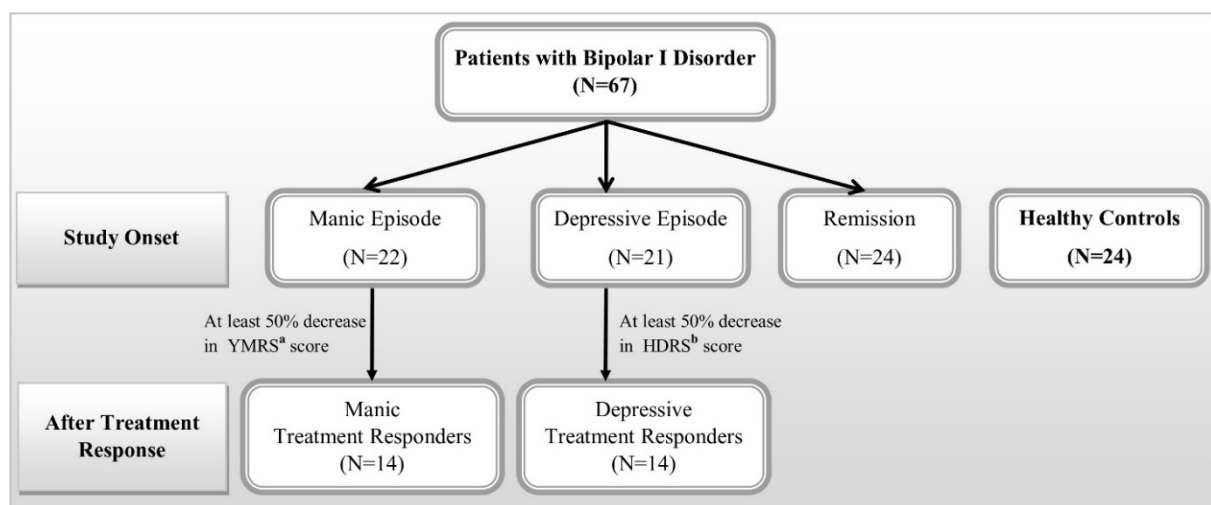 Patients with Bipolar I Disorder
(N=67)
Study Onset
Manic Episode
(N=22)
Depressive Episode
(N=21)
Remission
(N=24)
Healthy Controls
(N=24)
At least 50% decrease
in YMRSᵃ score
At least 50% decrease
in HDRSᵇ score
After Treatment
Response
Manic
Treatment Responders
(N=14)
Depressive
Treatment Responders
(N=14)